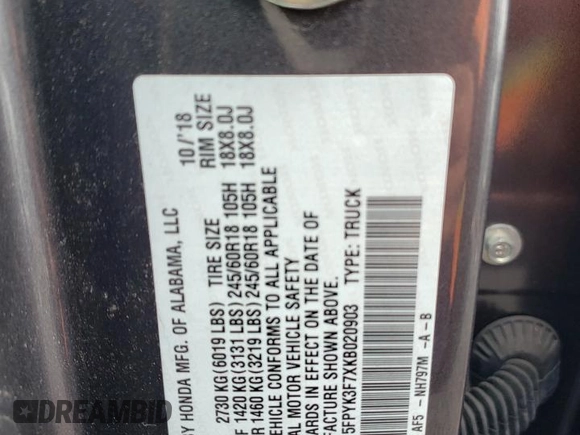 BY HONDA MFG. OF ALABAMA, LLC 10/'18
TIRE SIZE RIM SIZE
2730 KG(6019 LBS)
F 1420 KG(3131 LBS) 245/60R18 105H 18X8.0J
R 1460 KG(3219 LBS) 245/60R18 105H 18X8.0J
VEHICLE CONFORMS TO ALL APPLICABLE
AL MOTOR VEHICLE SAFETY
ARDS IN EFFECT ON THE DATE OF
FACTURE SHOWN ABOVE.
5FPYK3F7XKB020903 TYPE: TRUCK
AF5 -NH797M -A -B
DREAMBID.com